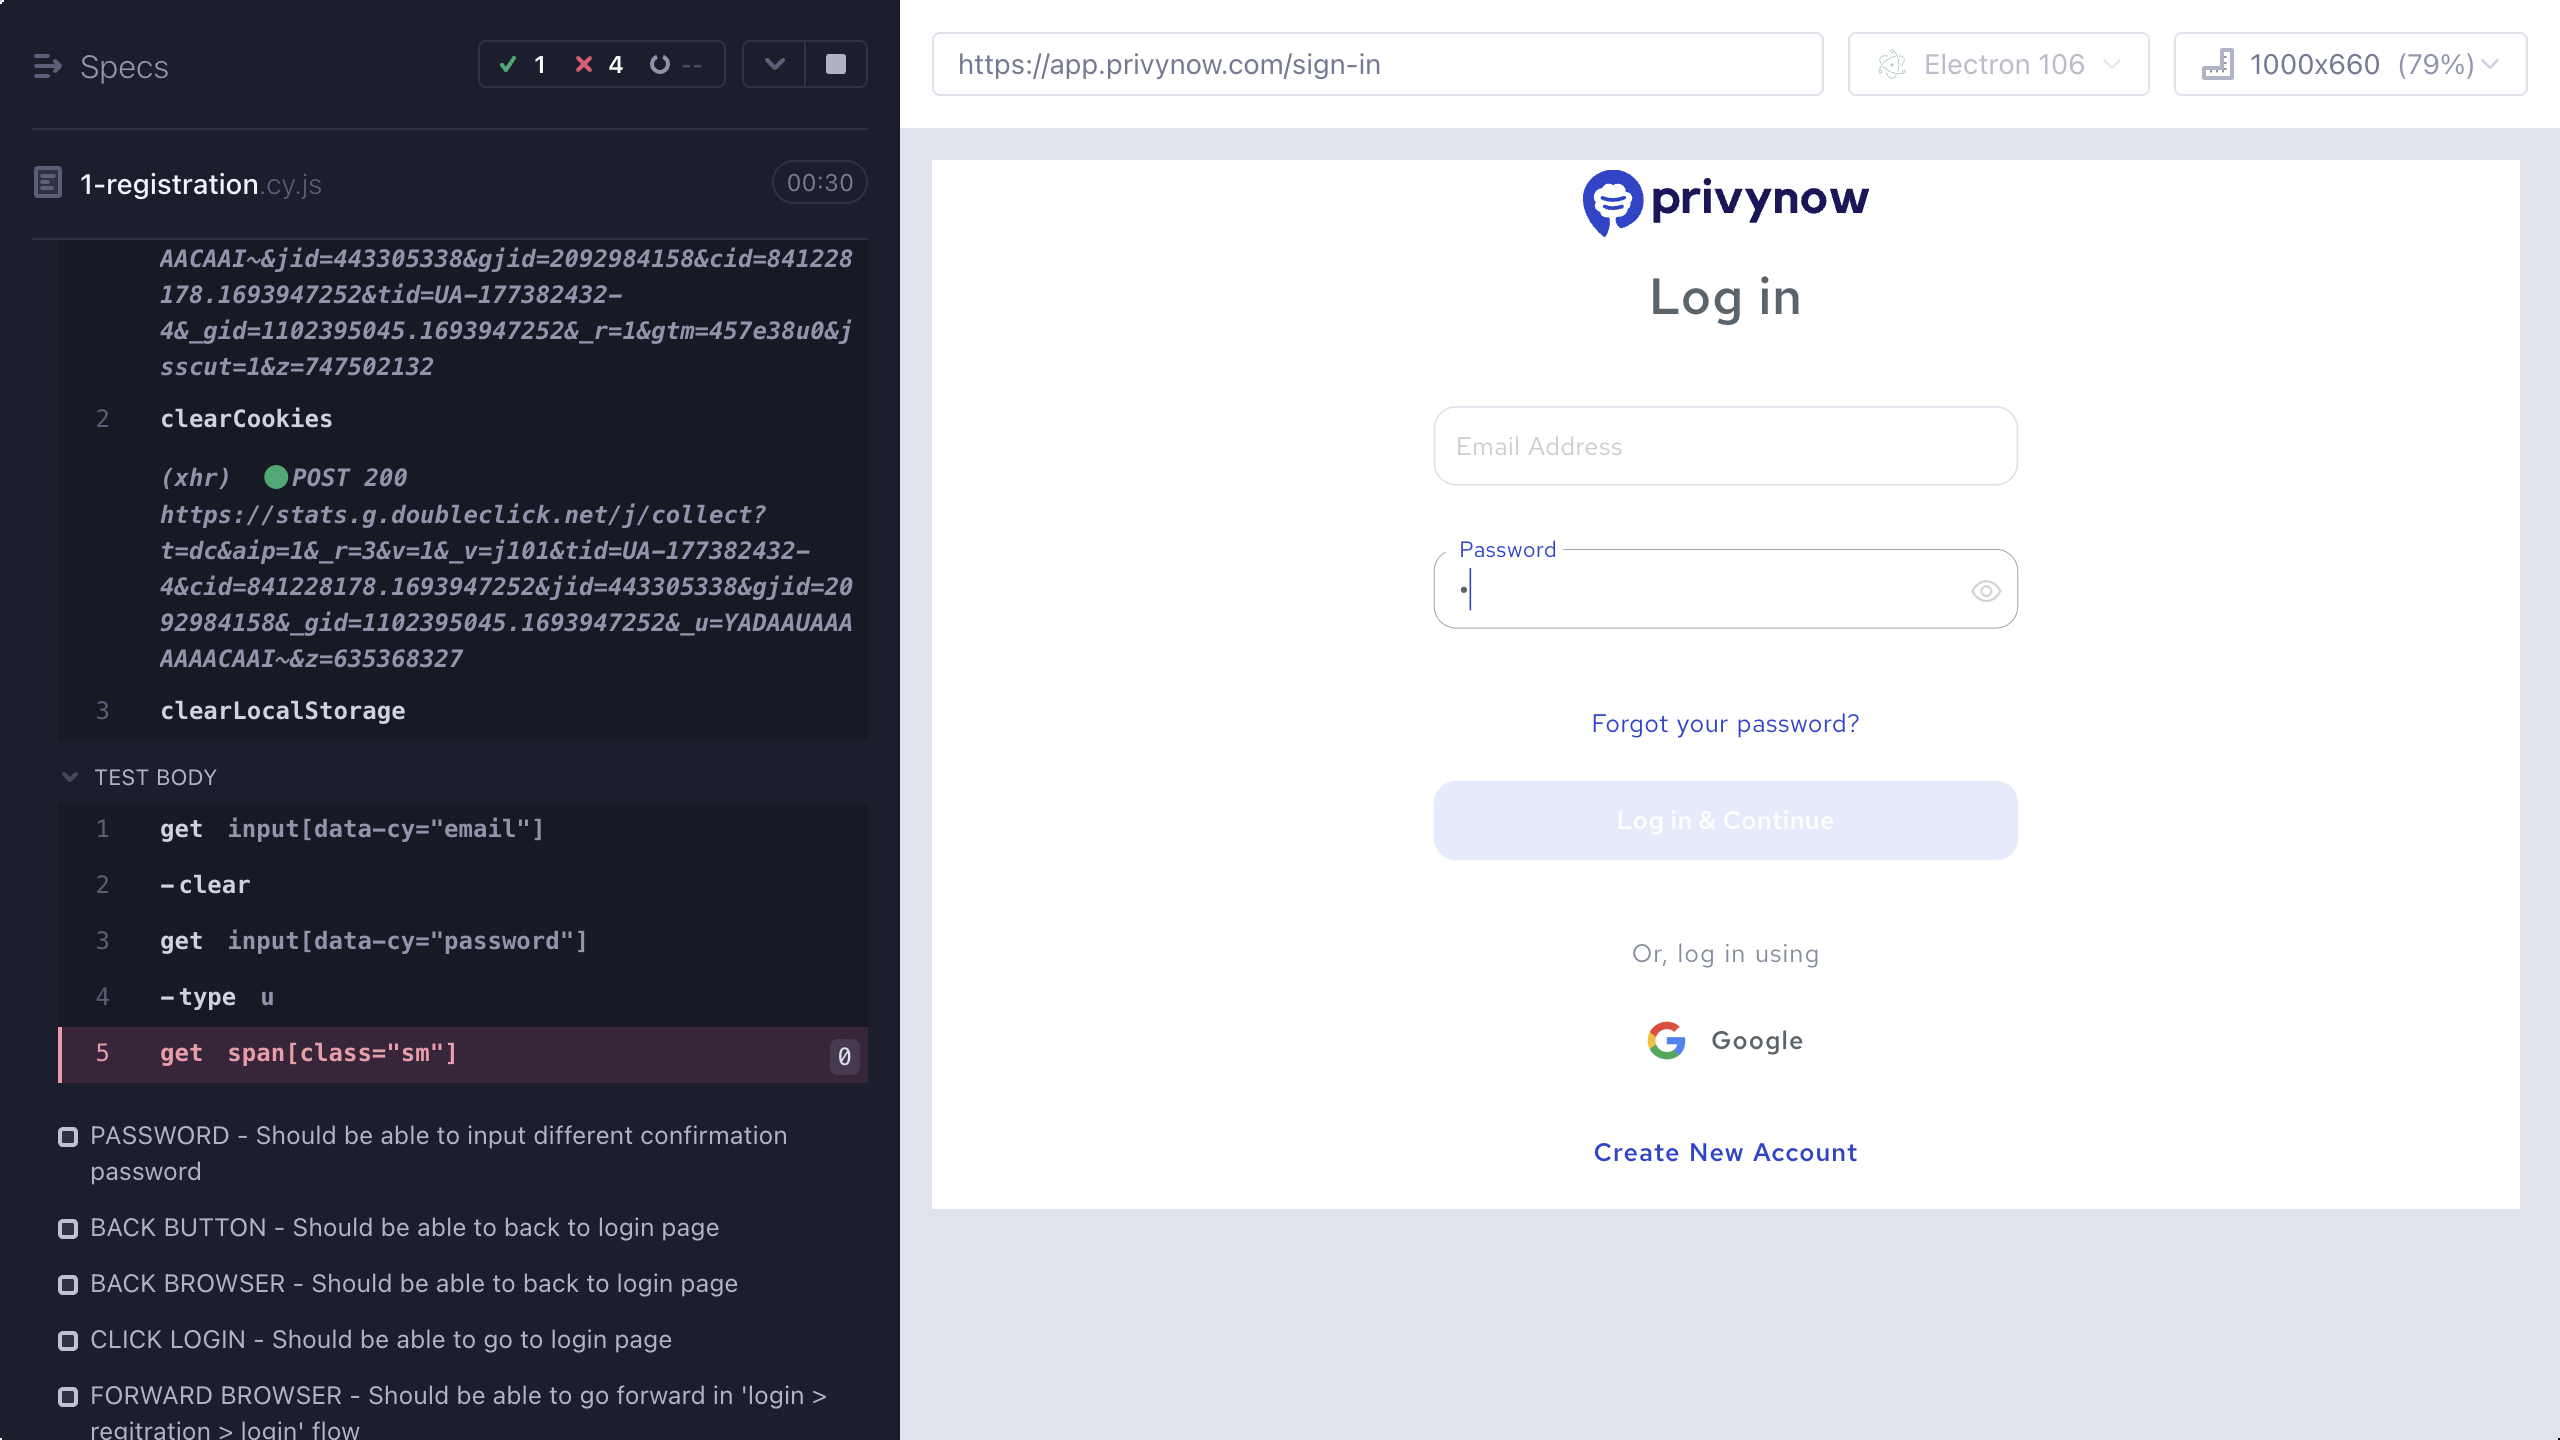 Specs
1
4
--
1-registration.cy.js
00:30
AACAAI~&jid=443305338&gjid=2092984158&cid=841228
178.1693947252&tid=UA-177382432-
4&_gid=1102395045.1693947252&_r=1&gtm=457e38u0&j
sscut=1&z=747502132
2 clearCookies
(xhr) POST 200
https://stats.g.doubleclick.net/j/collect?
t=dc&aip=1&_r=3&v=1&_v=j101&tid=UA-177382432-
4&cid=841228178.1693947252&jid=443305338&gjid=20
92984158&_gid=1102395045.1693947252&_u=YADAAUAAA
AAAACAAI~&z=635368327
3 clearLocalStorage
TEST BODY
1 get input[data-cy="email"]
2 -clear
3 get input[data-cy="password"]
4 -type u
5 get span[class="sm"] 0
PASSWORD - Should be able to input different confirmation
password
BACK BUTTON - Should be able to back to login page
BACK BROWSER - Should be able to back to login page
CLICK LOGIN - Should be able to go to login page
FORWARD BROWSER - Should be able to go forward in 'login >
regitration > login' flow
https://app.privynow.com/sign-in
Electron 106
1000x660 (79%)
privynow
Log in
Email Address
Password
Forgot your password?
Log in & Continue
Or, log in using
Google
Create New Account